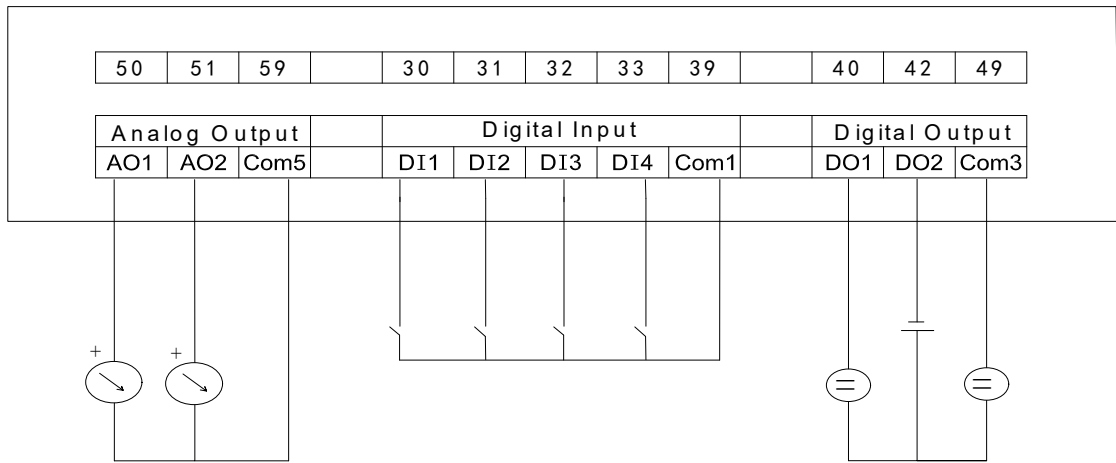 50 51 59 30 31 32 33 39 40 42 49
Analog Output Digital Input Digital Output
AO1 AO2 Com5 DI1 DI2 DI3 DI4 Com1 DO1 DO2 Com3
+ +